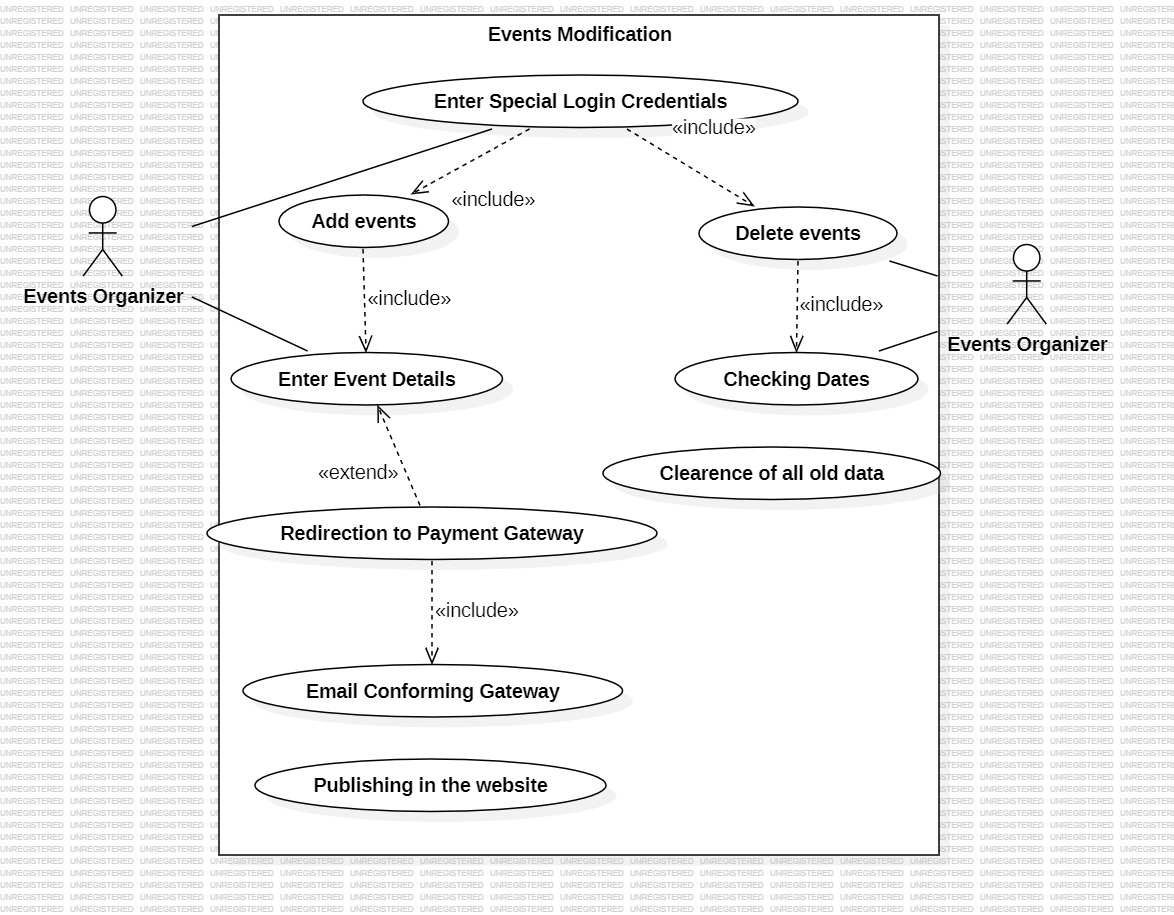 Events Modification
Enter Special Login Credentials
«include»
«include»
Add events
Delete events
Events Organizer
«include»
«include»
Events Organizer
Enter Event Details
Checking Dates
«extend»
Clearence of all old data
Redirection to Payment Gateway
«include»
Email Conforming Gateway
Publishing in the website
UNREGISTERED